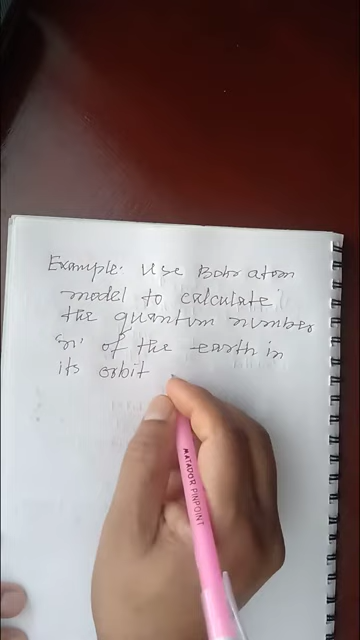 Example: Use Bohr atom
model to calculate
the quantum number
'n' of the earth in
its orbit
MATADOR PINPOINT